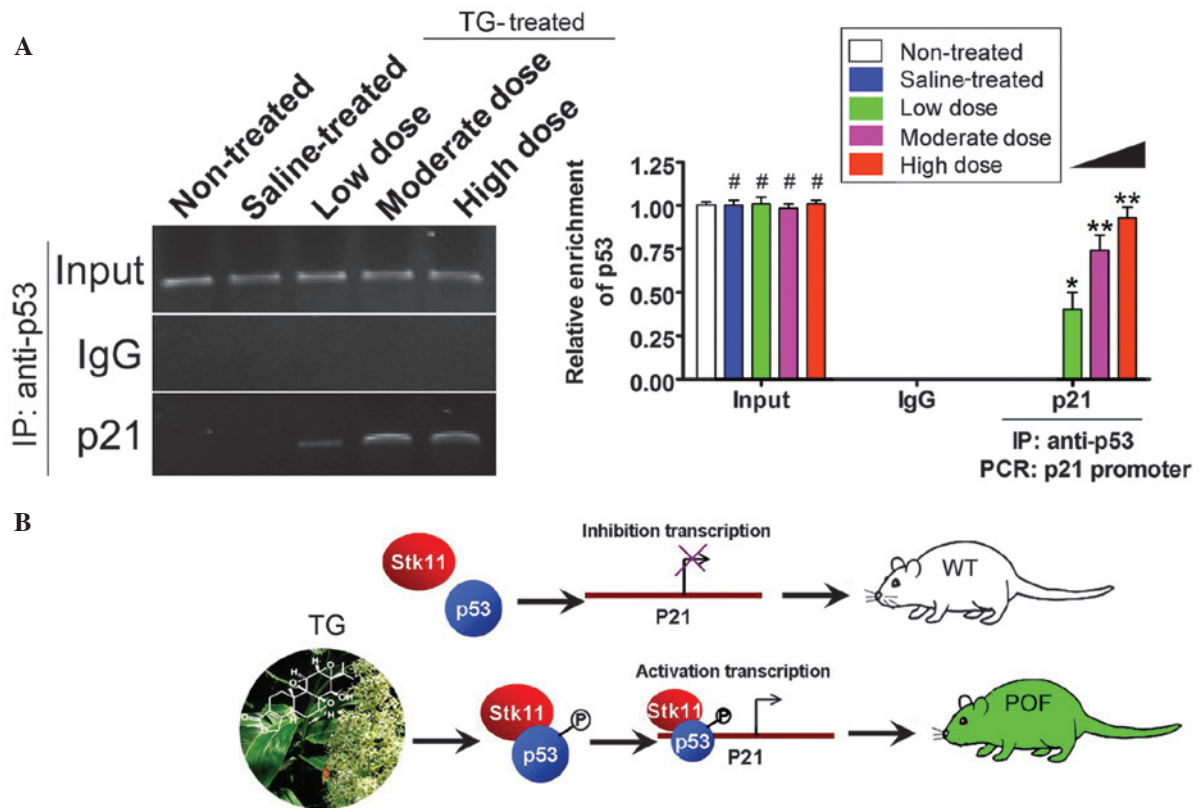 A
TG-treated
Non-treated
Saline-treated
Low dose
Moderate dose
High dose
IP: anti-p53
Input
IgG
p21
Non-treated
Saline-treated
Low dose
Moderate dose
High dose
Relative enrichment
of p53
1.25
1.00
0.75
0.50
0.25
0.00
# # # #
* ** **
Input IgG p21
IP: anti-p53
PCR: p21 promoter
B
Stk11
p53
Inhibition transcription
P21
WT
TG
H O O H
O O OH
O H
Stk11
p53
P
Activation transcription
Stk11
p53
P
P21
POF